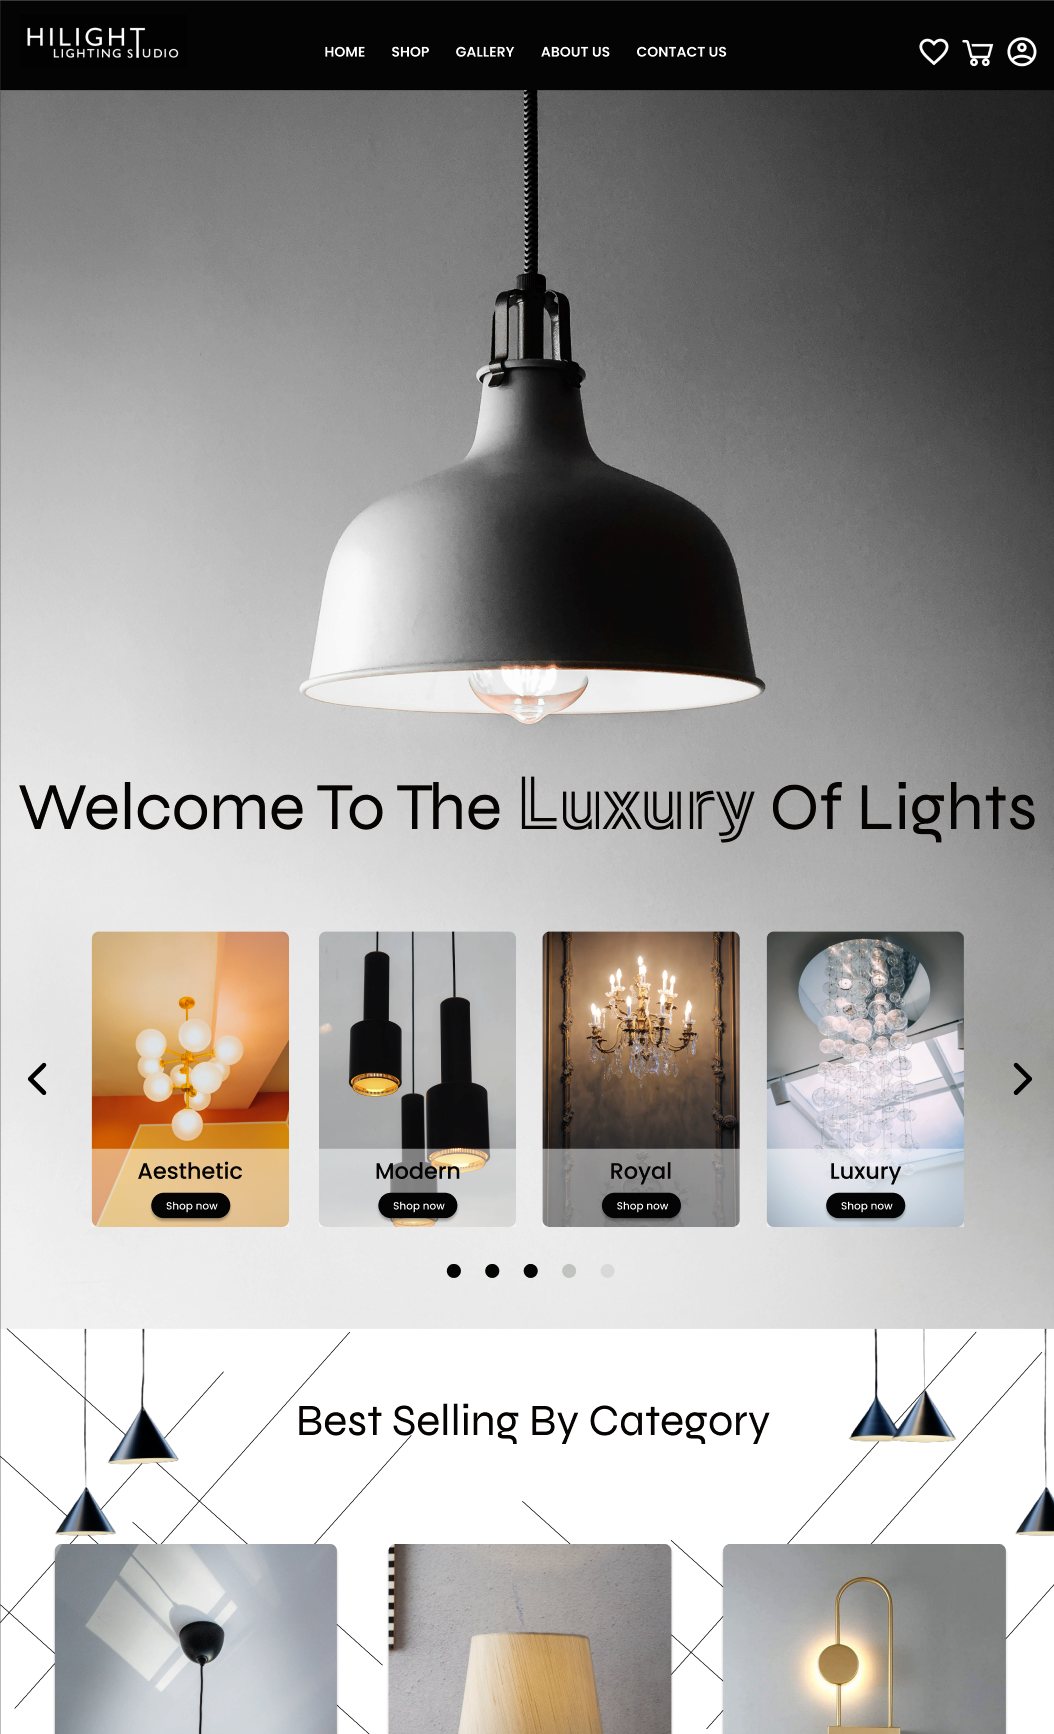 HILIGHT
LIGHTING STUDIO
HOME SHOP GALLERY ABOUT US CONTACT US
Welcome To The Luxury Of Lights
Aesthetic
Shop now
Modern
Shop now
Royal
Shop now
Luxury
Shop now
Best Selling By Category